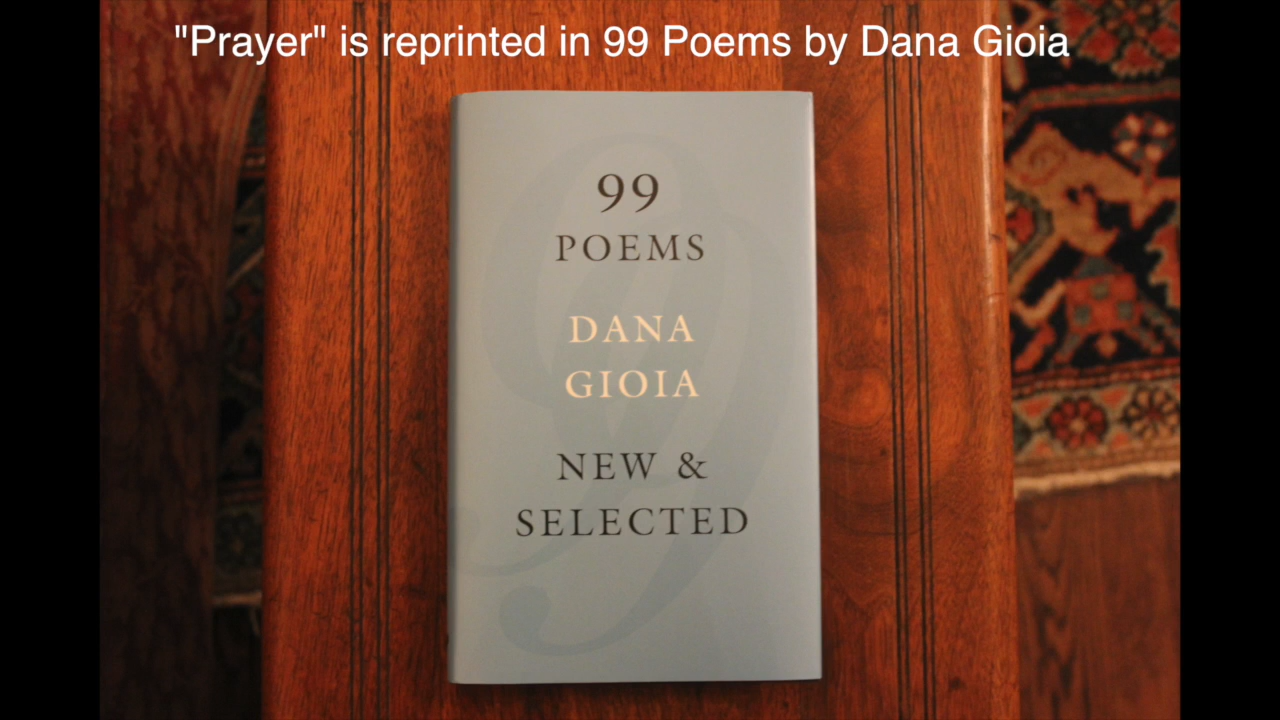 "Prayer" is reprinted in 99 Poems by Dana Gioia
99
POEMS
DANA
GIOIA
NEW &
SELECTED